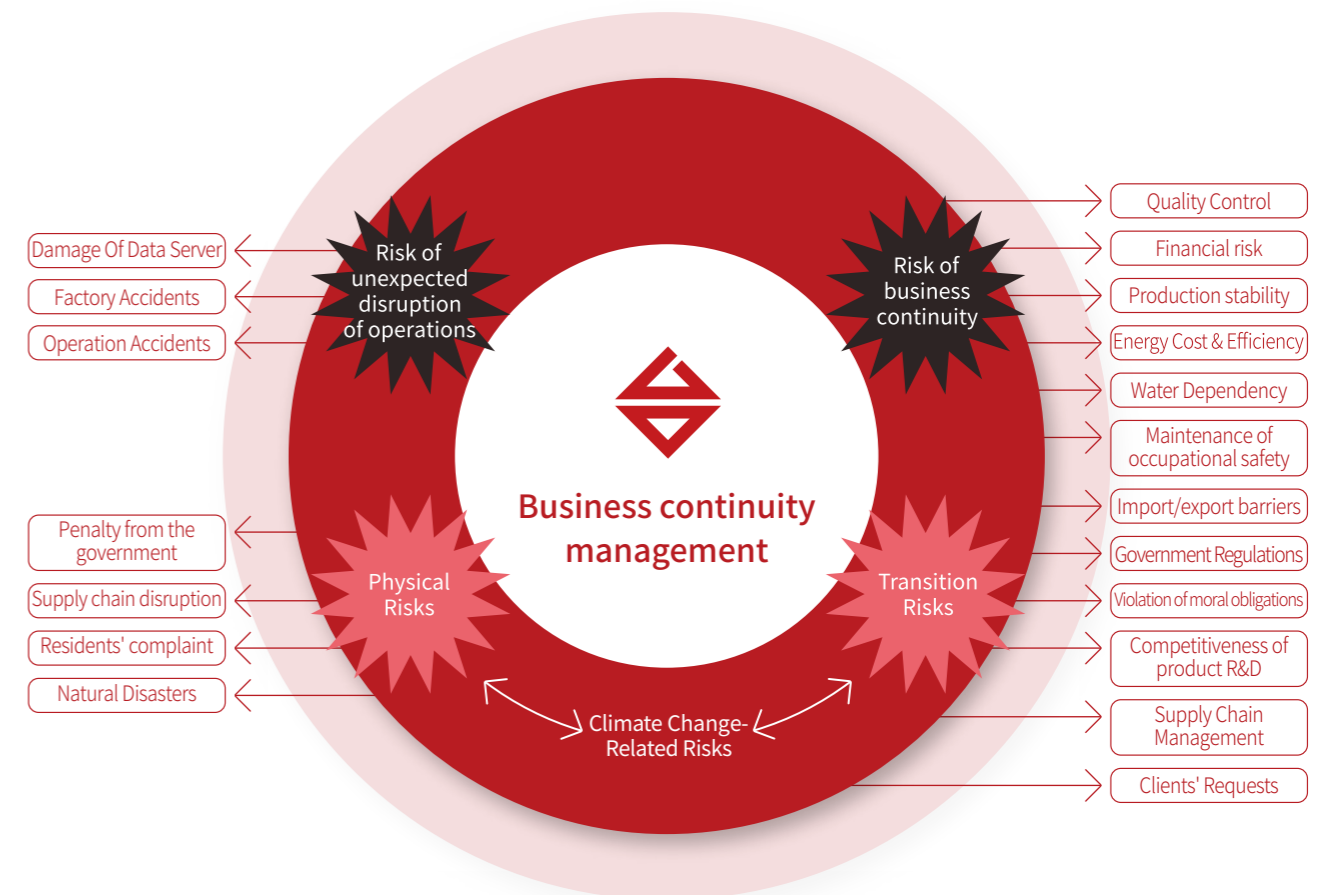 Risk of
unexpected
disruption
of operations
Damage Of Data Server
Factory Accidents
Operation Accidents
Penalty from the
government
Supply chain disruption
Residents' complaint
Natural Disasters
Physical
Risks
Business continuity
management
Climate Change-
Related Risks
Risk of
business
continuity
Transition
Risks
Quality Control
Financial risk
Production stability
Energy Cost & Efficiency
Water Dependency
Maintenance of
occupational safety
Import/export barriers
Government Regulations
Violation of moral obligations
Competitiveness of
product R&D
Supply Chain
Management
Clients' Requests